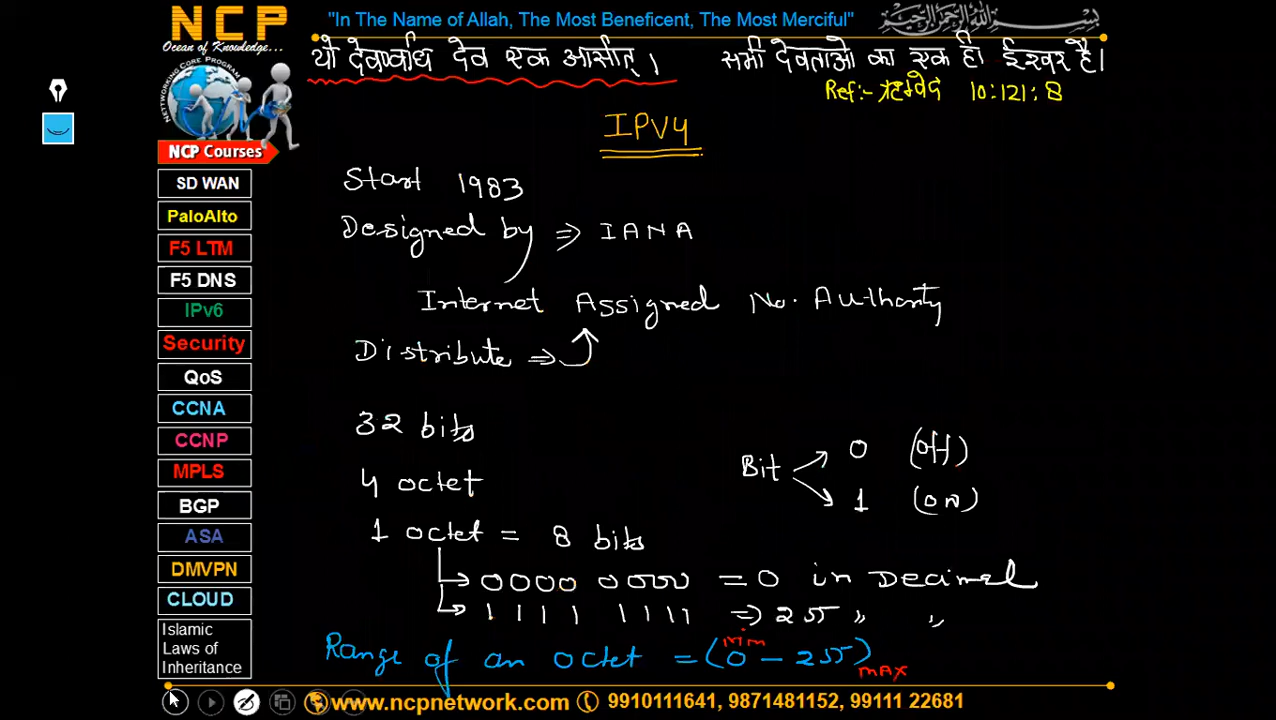 NCP
Ocean of Knowledge...
"In The Name of Allah, The Most Beneficent, The Most Merciful"
यो देवेष्वधि देव एक आसीत् । सभी देवताओ का एक ही ईश्वर है।
Ref:- ऋग्वेद 10:121:8
NETWORKING CORE PROGRAM
NCP Courses
SD WAN
PaloAlto
F5 LTM
F5 DNS
IPv6
Security
QoS
CCNA
CCNP
MPLS
BGP
ASA
DMVPN
CLOUD
Islamic
Laws of
Inheritance
IPV4
Start 1983
Designed by => IANA
Internet Assigned No. Authority
Distribute =>
32 bits
4 octet
1 octet = 8 bits
Bit 0 (off)
1 (on)
0000 0000 = 0 in Decimal
1111 1111 => 255 " "
Range of an octet = (0 - 255)
min
max
www.ncpnetwork.com 9910111641, 9871481152, 99111 22681